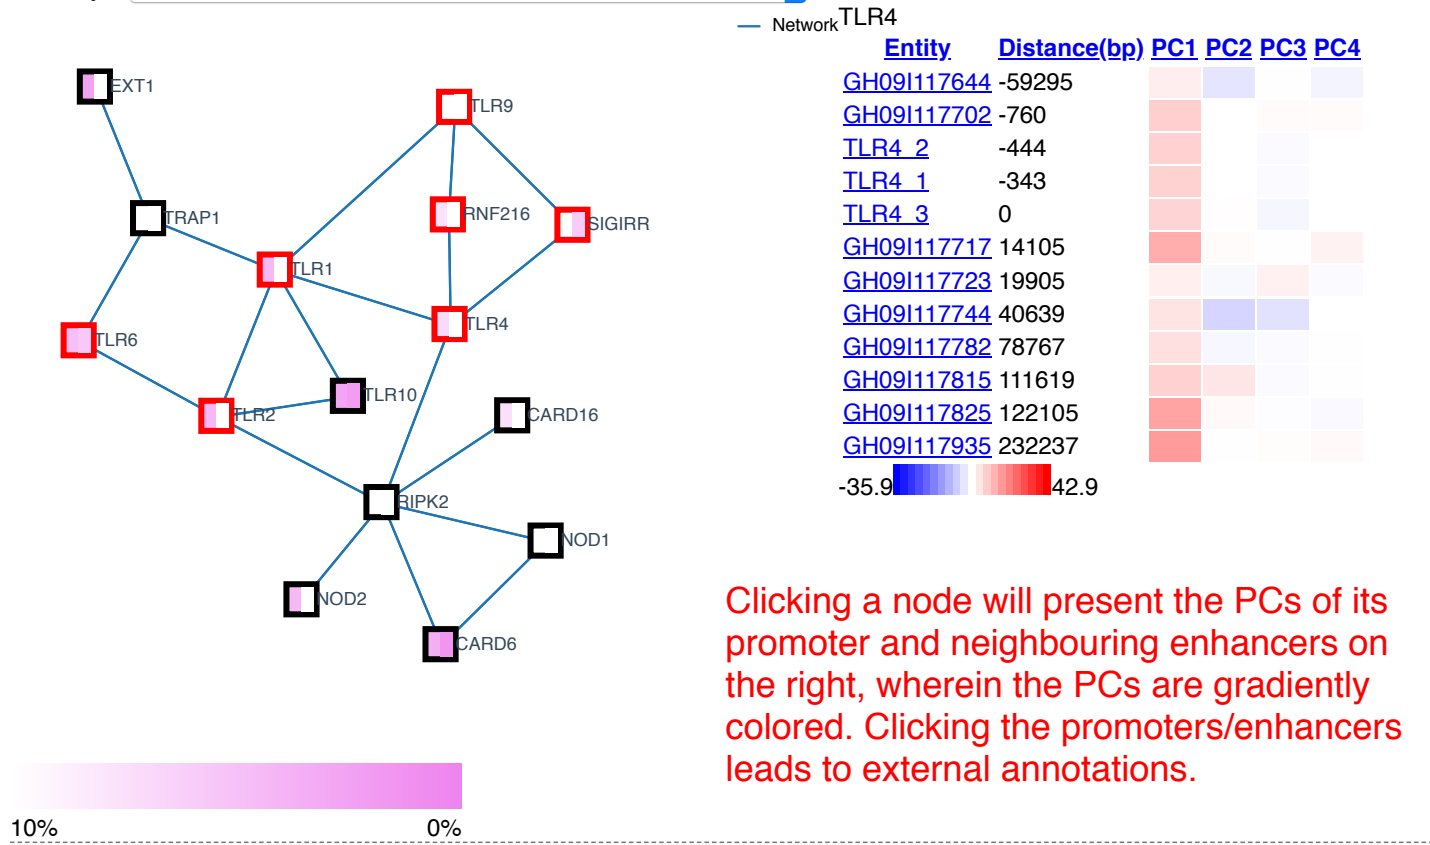 Network
TLR4
Entity Distance(bp) PC1 PC2 PC3 PC4
GH09I117644 -59295
GH09I117702 -760
TLR4_2 -444
TLR4_1 -343
TLR4_3 0
GH09I117717 14105
GH09I117723 19905
GH09I117744 40639
GH09I117782 78767
GH09I117815 111619
GH09I117825 122105
GH09I117935 232237
-35.9 42.9
EXT1
TLR9
TRAP1
RNF216
SIGIRR
TLR1
TLR4
TLR6
TLR10
TLR2
CARD16
RIPK2
NOD1
NOD2
CARD6
Clicking a node will present the PCs of its
promoter and neighbouring enhancers on
the right, wherein the PCs are gradiently
colored. Clicking the promoters/enhancers
leads to external annotations.
10% 0%